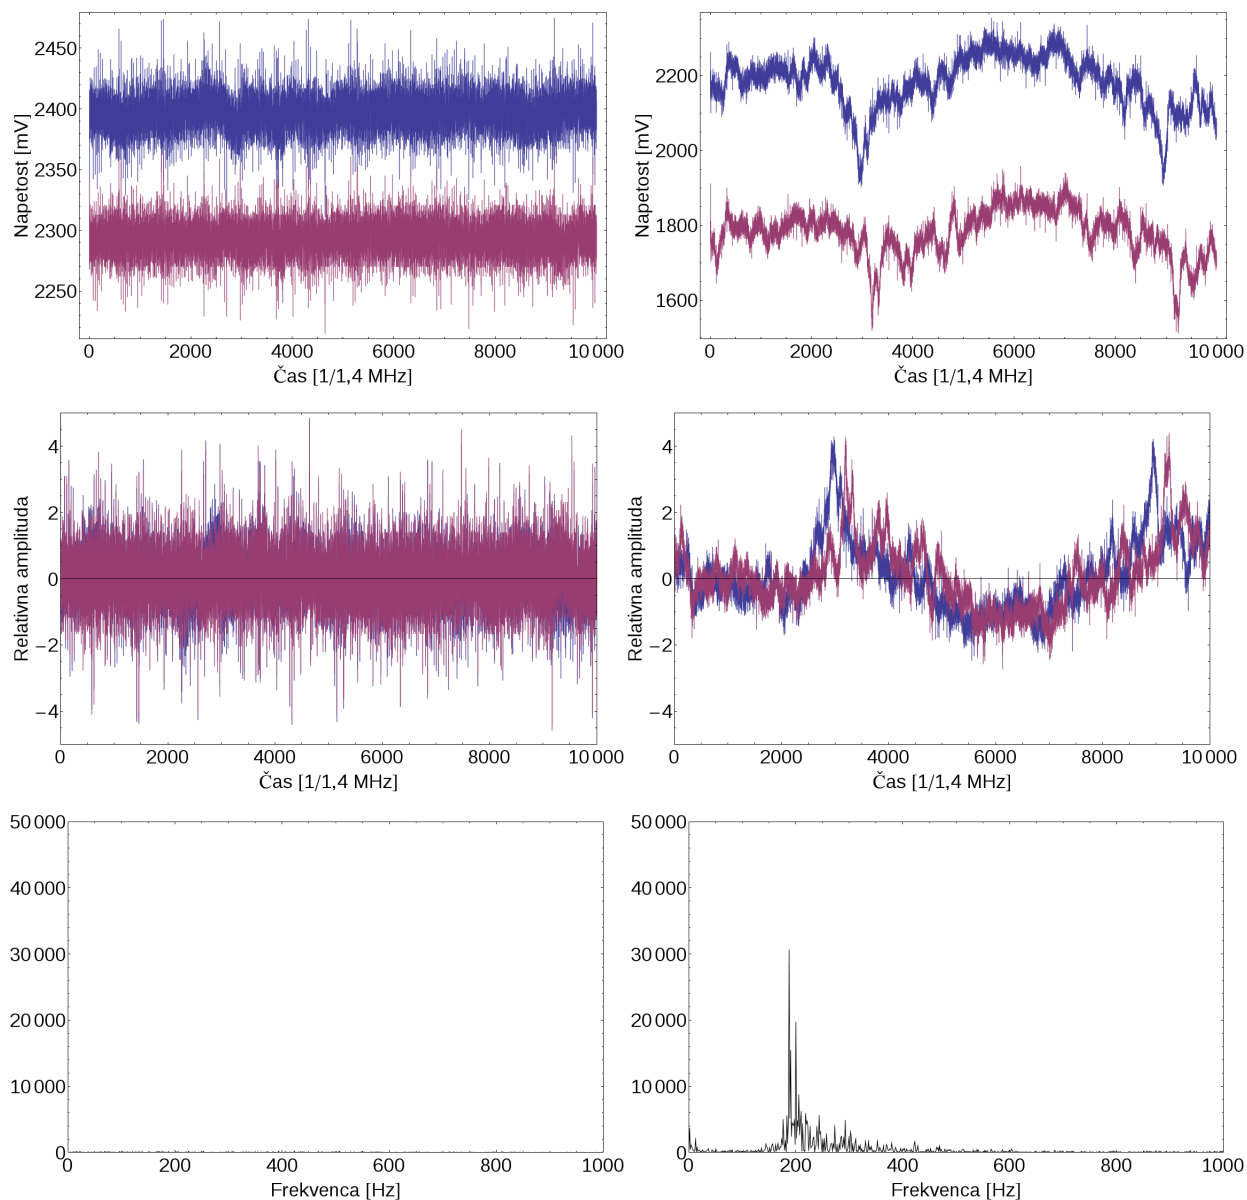 2450
2400
2350
2300
2250
Napetost [mV]
0 2000 4000 6000 8000 10 000
Čas [1/1,4 MHz]
2200
2000
1800
1600
Napetost [mV]
0 2000 4000 6000 8000 10 000
Čas [1/1,4 MHz]
4
2
0
−2
−4
Relativna amplituda
0 2000 4000 6000 8000 10 000
Čas [1/1,4 MHz]
4
2
0
−2
−4
Relativna amplituda
0 2000 4000 6000 8000 10 000
Čas [1/1,4 MHz]
50 000
40 000
30 000
20 000
10 000
0
0 200 400 600 800 1000
Frekvenca [Hz]
50 000
40 000
30 000
20 000
10 000
0
0 200 400 600 800 1000
Frekvenca [Hz]